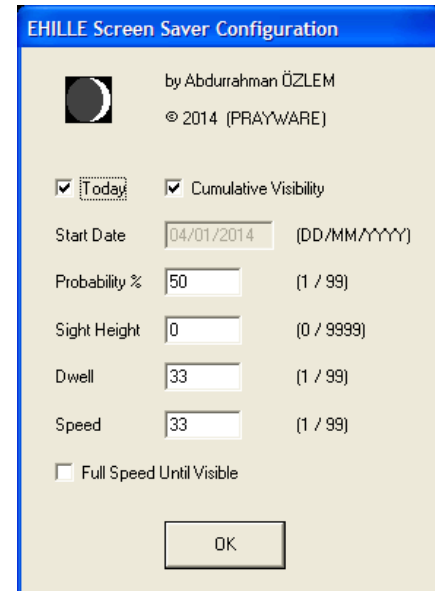 EHILLE Screen Saver Configuration
by Abdurrahman ÖZLEM
© 2014 (PRAYWARE)
Today Cumulative Visibility
Start Date 04/01/2014 (DD/MM/YYYY)
Probability % 50 (1 / 99)
Sight Height 0 (0 / 9999)
Dwell 33 (1 / 99)
Speed 33 (1 / 99)
Full Speed Until Visible
OK